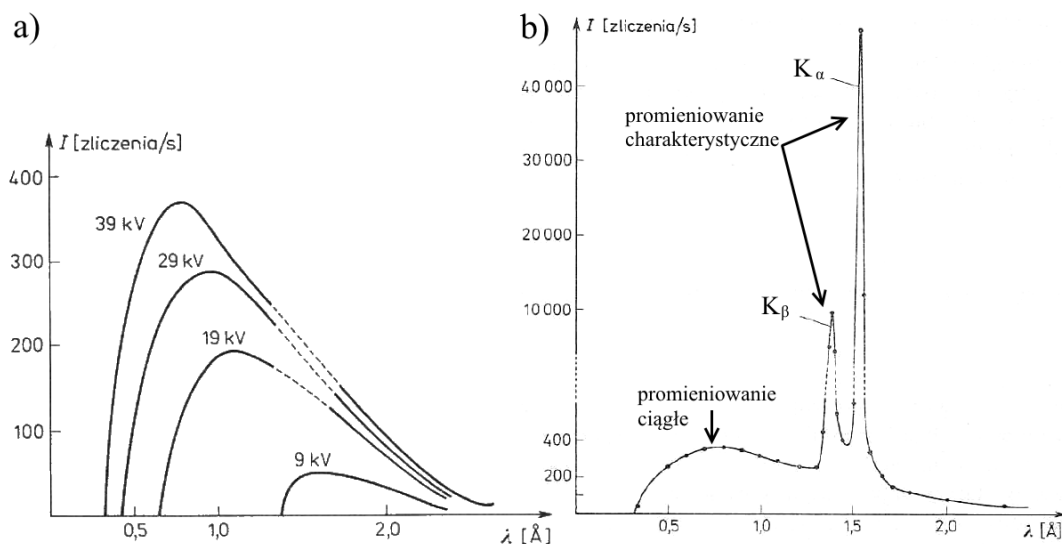 a)
I [zliczenia/s]
400
300
200
100
39 kV
29 kV
19 kV
9 kV
0,5
1,0
2,0
λ [Å]
b)
I [zliczenia/s]
40 000
30 000
20 000
10 000
400
200
K α
promieniowanie
charakterystyczne
K β
promieniowanie
ciągłe
0,5
1,0
1,5
2,0
λ [Å]